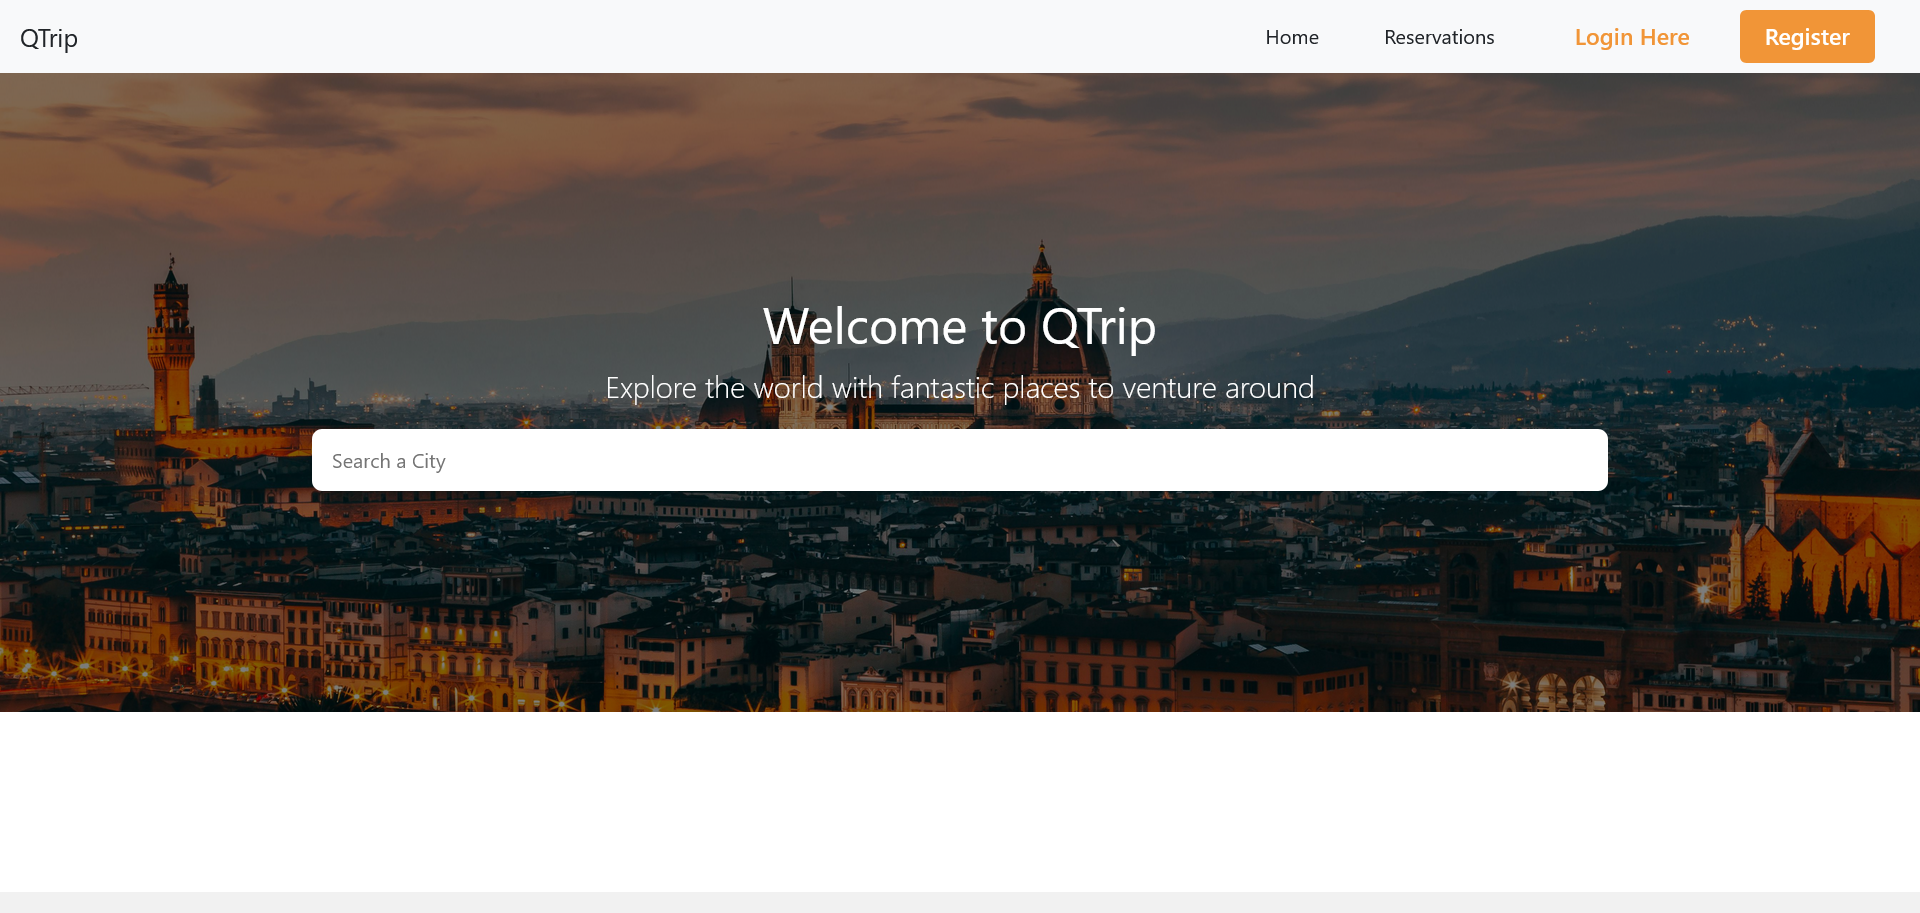 QTrip
Home
Reservations
Login Here
Register
Welcome to QTrip
Explore the world with fantastic places to venture around
Search a City